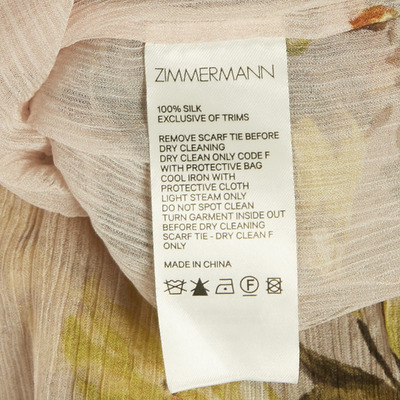 ZIMMERMANN
100% SILK
EXCLUSIVE OF TRIMS
REMOVE SCARF TIE BEFORE
DRY CLEANING
DRY CLEAN ONLY CODE F
WITH PROTECTIVE BAG
COOL IRON WITH
PROTECTIVE CLOTH
LIGHT STEAM ONLY
DO NOT SPOT CLEAN
TURN GARMENT INSIDE OUT
BEFORE DRY CLEANING
SCARF TIE - DRY CLEAN F
ONLY
MADE IN CHINA
F